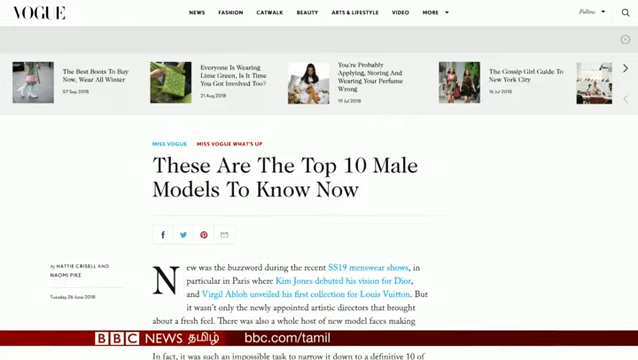 VOGUE
NEWS FASHION CATWALK BEAUTY ARTS & LIFESTYLE VIDEO MORE
Follow
The Best Boots To Buy
Now, Wear All Winter
07 Sep 2018
Everyone Is Wearing
Lime Green, Is It Time
You Got Involved Too?
21 Aug 2018
You're Probably
Applying, Storing And
Wearing Your Perfume
Wrong
19 Jul 2018
The Gossip Girl Guide To
New York City
16 Jul 2018
MISS VOGUE MISS VOGUE WHAT'S UP
These Are The Top 10 Male
Models To Know Now
by HATTIE CRISELL AND
NAOMI PIKE
Tuesday 26 June 2018
New was the buzzword during the recent SS19 menswear shows, in
particular in Paris where Kim Jones debuted his vision for Dior,
and Virgil Abloh unveiled his first collection for Louis Vuitton. But
it wasn't only the newly appointed artistic directors that brought
about a fresh feel. There was also a whole host of new model faces making
BBC NEWS தமிழ் bbc.com/tamil
In fact, it was such an impossible task to narrow it down to a definitive 10 of